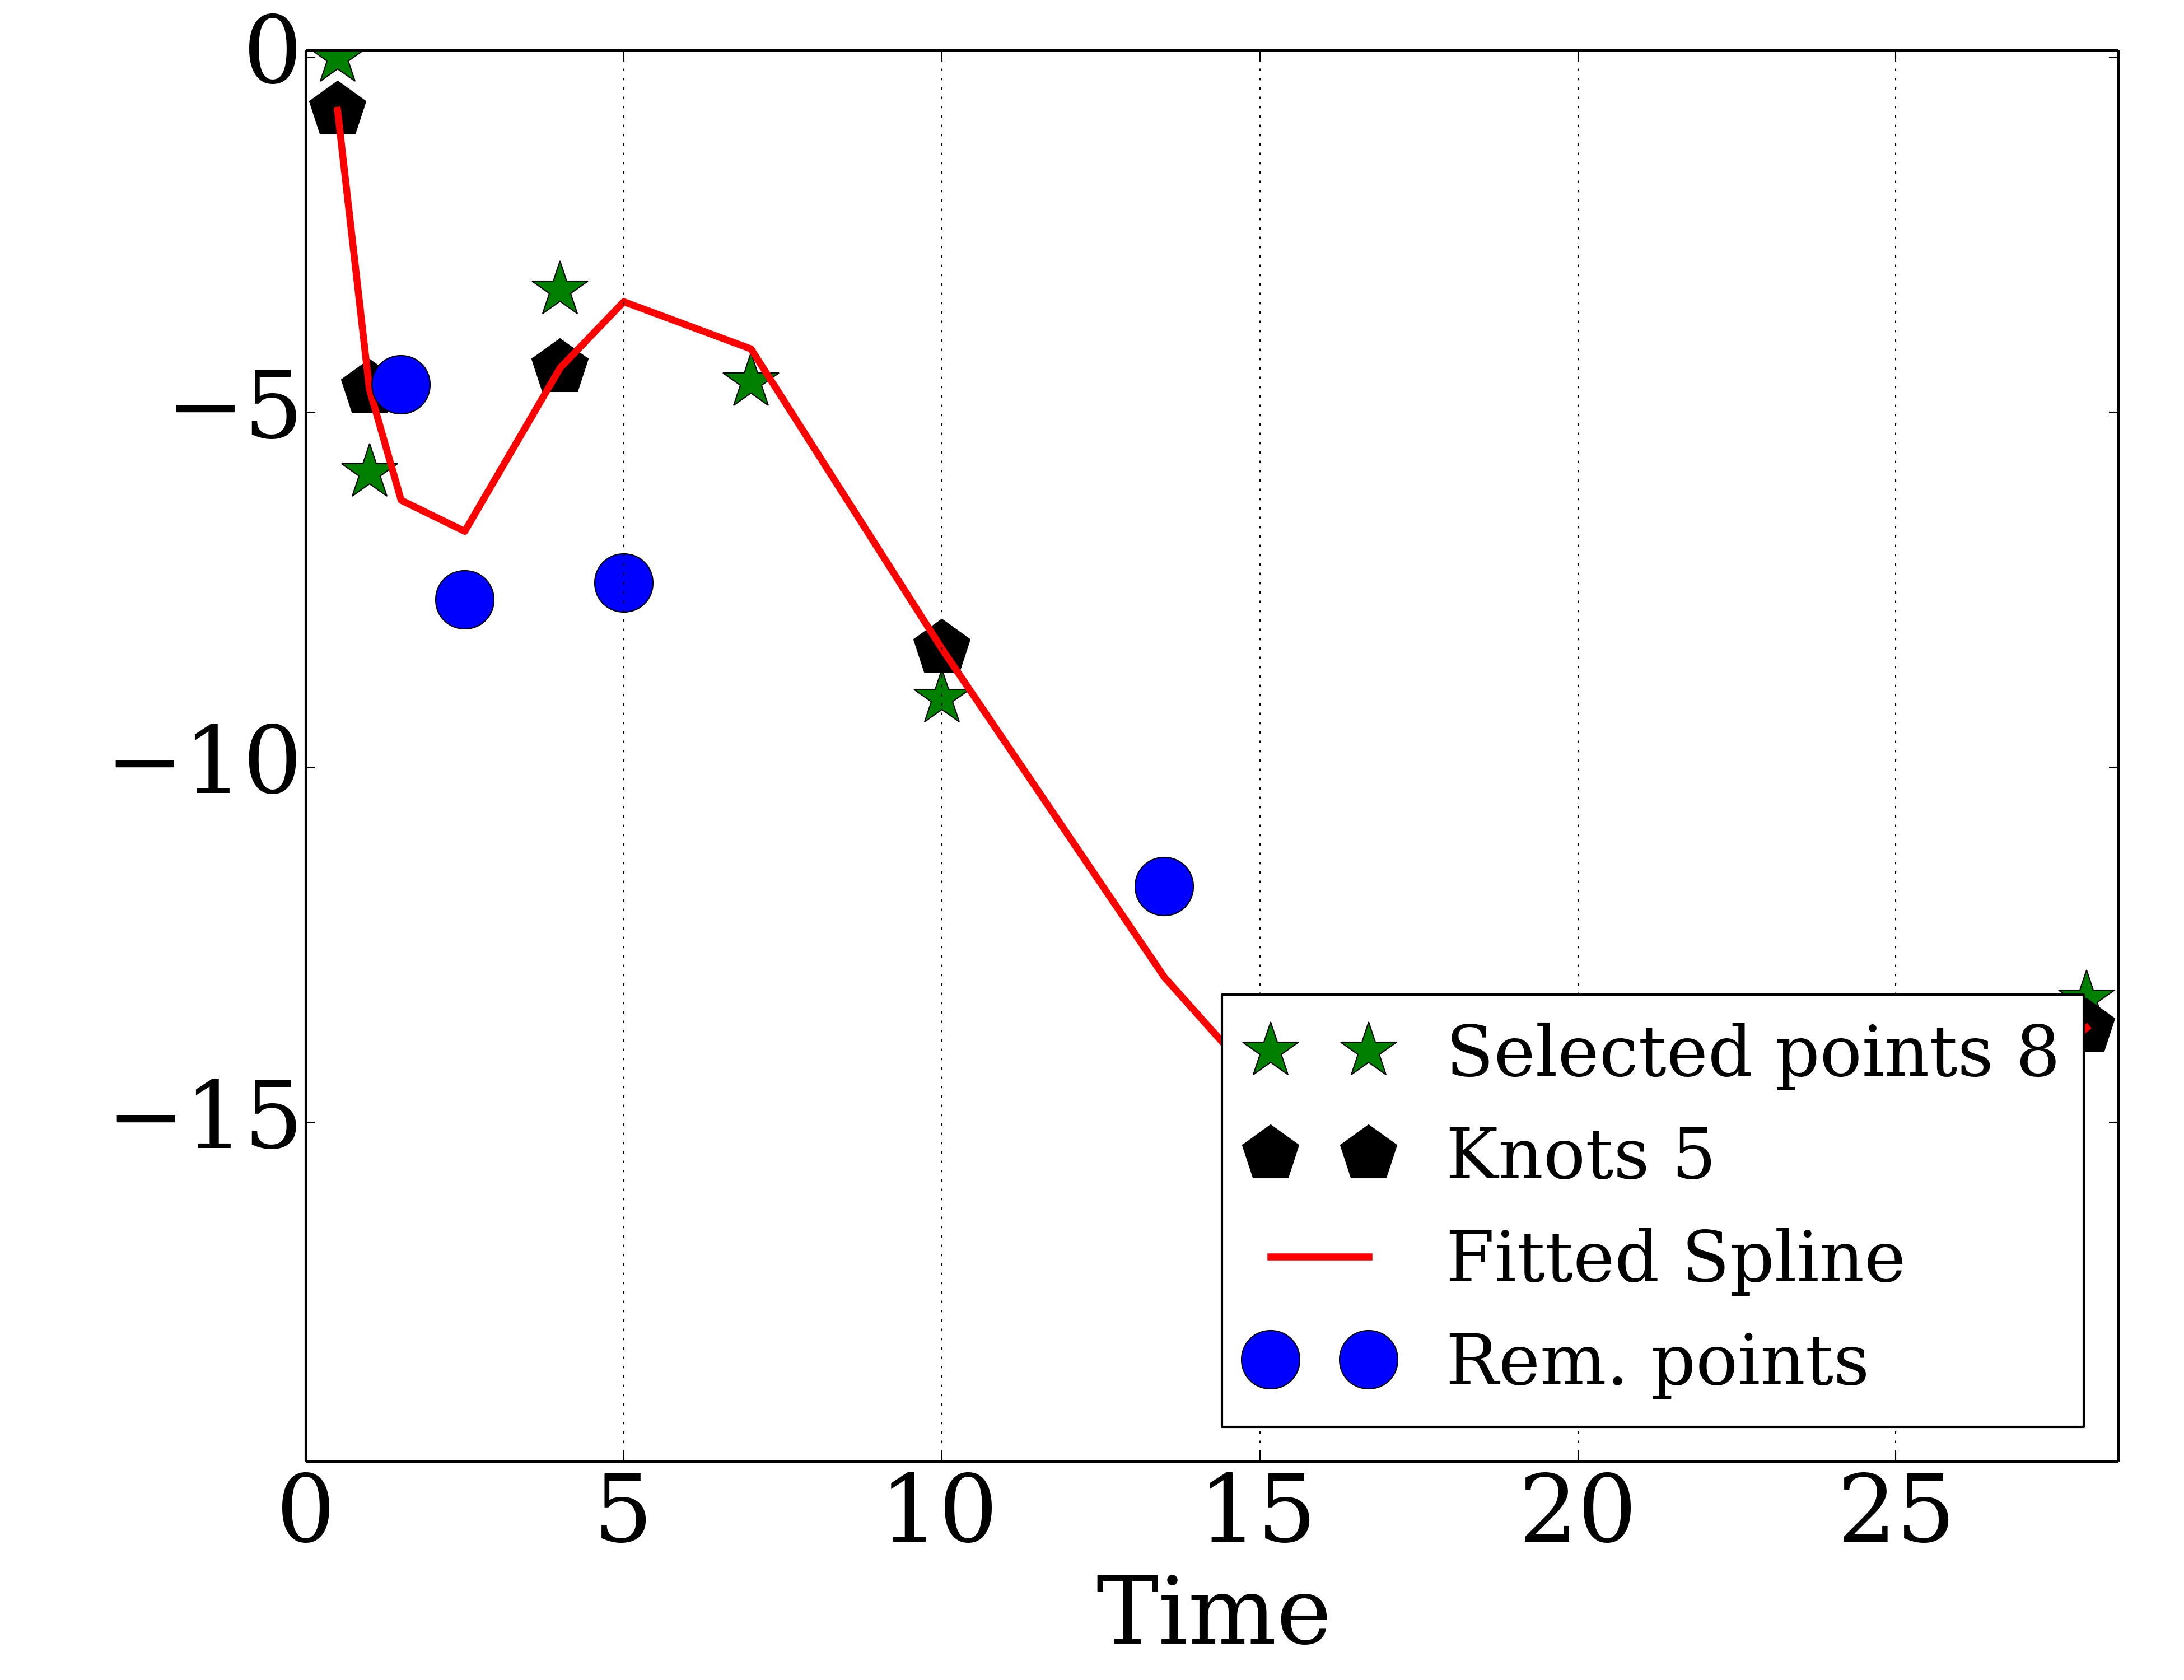 0
−5
−10
−15
Selected points 8
Knots 5
Fitted Spline
Rem. points
0 5 10 15 20 25
Time